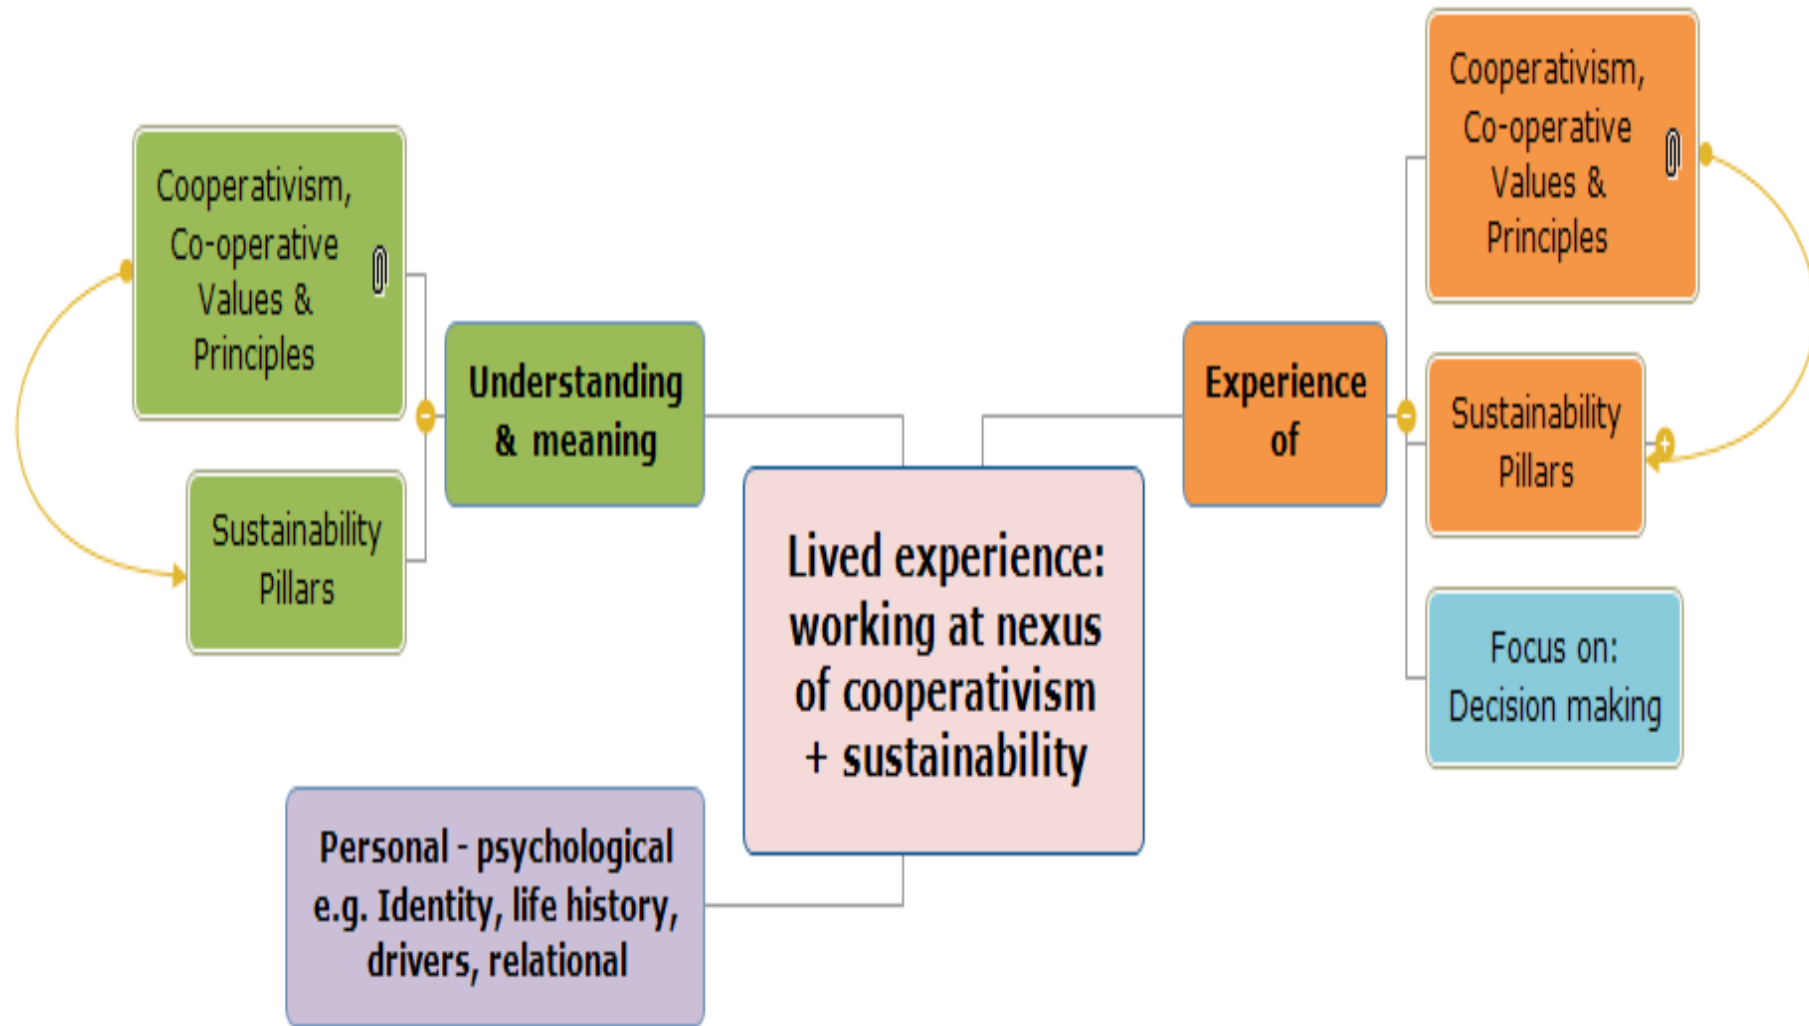 Cooperativism,
Co-operative
Values &
Principles
Sustainability
Pillars
Understanding
& meaning
Lived experience:
working at nexus
of cooperativism
+ sustainability
Personal - psychological
e.g. Identity, life history,
drivers, relational
Experience
of
Cooperativism,
Co-operative
Values &
Principles
Sustainability
Pillars
Focus on:
Decision making